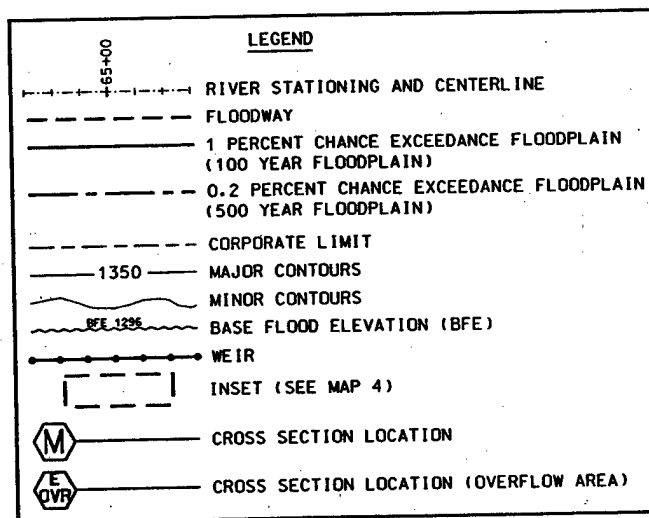 LEGEND
65+00
RIVER STATIONING AND CENTERLINE
FLOODWAY
1 PERCENT CHANCE EXCEEDANCE FLOODPLAIN
(100 YEAR FLOODPLAIN)
0.2 PERCENT CHANCE EXCEEDANCE FLOODPLAIN
(500 YEAR FLOODPLAIN)
CORPORATE LIMIT
1350 MAJOR CONTOURS
MINOR CONTOURS
BFE 1296 BASE FLOOD ELEVATION (BFE)
WEIR
INSET (SEE MAP 4)
M CROSS SECTION LOCATION
E
OVR CROSS SECTION LOCATION (OVERFLOW AREA)